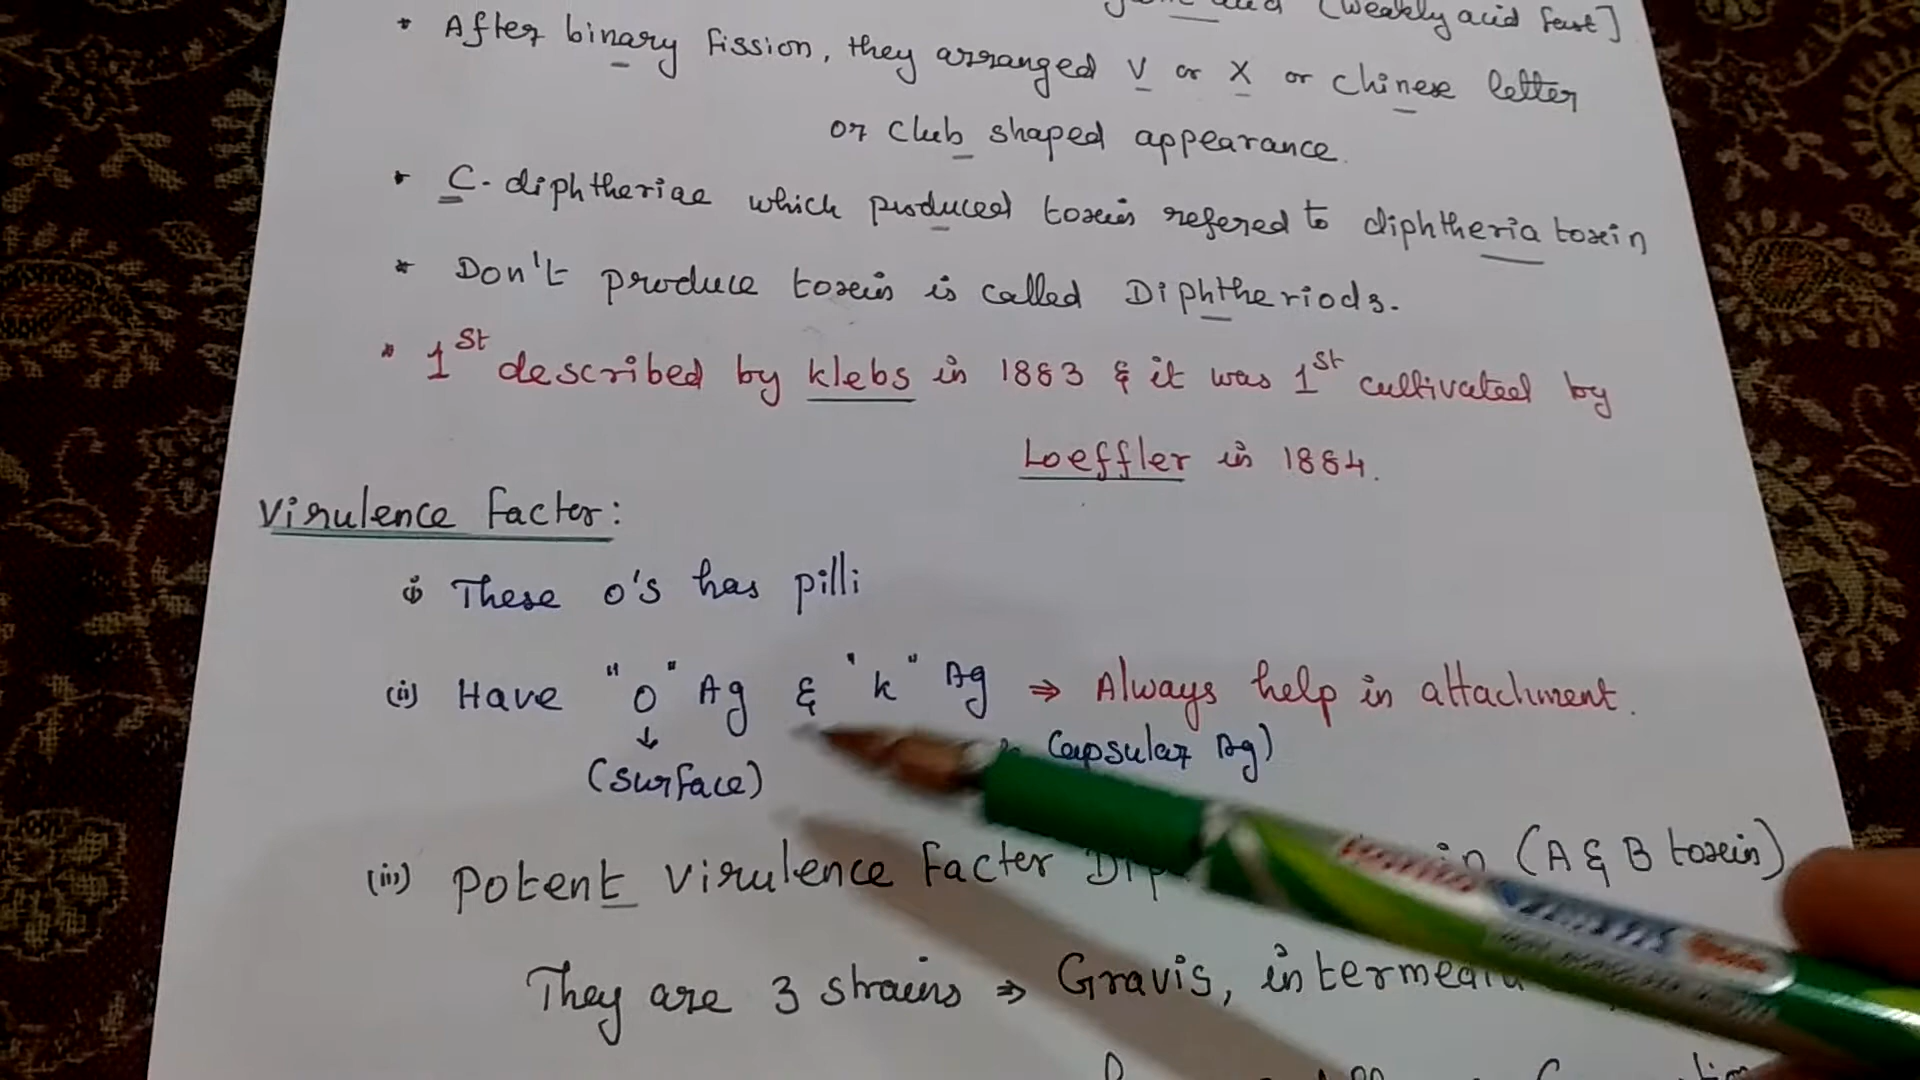 [weakly acid fast]
* After binary fission, they arranged V or X or chinese letter
or club shaped appearance.
* C. diphtheriae which produced toxin refered to diphtheria toxin
* Don't produce toxin is called Diphtheriods.
* 1st described by klebs in 1883 & it was 1st cultivated by
Loeffler in 1884.
Virulence Factor:
(i) These o's has pilli
(ii) Have "O" Ag & "k" Ag ⇒ Always help in attachment.
↓
(surface)
Capsular Ag)
(iii) Potent virulence Factor (A & B toxin)
They are 3 strains ⇒ Gravis,